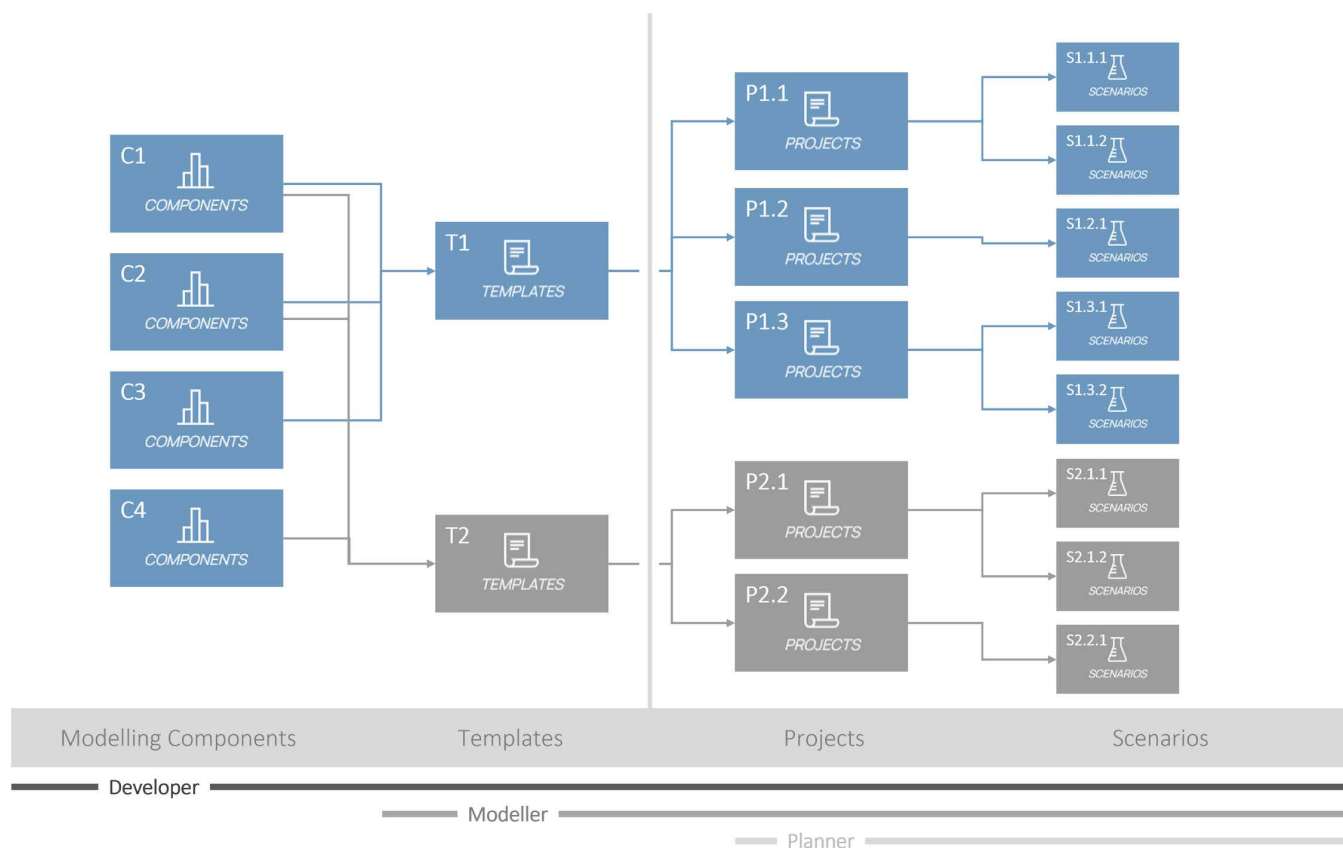 C1
COMPONENTS
C2
COMPONENTS
C3
COMPONENTS
C4
COMPONENTS
T1
TEMPLATES
T2
TEMPLATES
P1.1
PROJECTS
P1.2
PROJECTS
P1.3
PROJECTS
P2.1
PROJECTS
P2.2
PROJECTS
S1.1.1
SCENARIOS
S1.1.2
SCENARIOS
S1.2.1
SCENARIOS
S1.3.1
SCENARIOS
S1.3.2
SCENARIOS
S2.1.1
SCENARIOS
S2.1.2
SCENARIOS
S2.2.1
SCENARIOS
Modelling Components Templates Projects Scenarios
Developer
Modeller
Planner